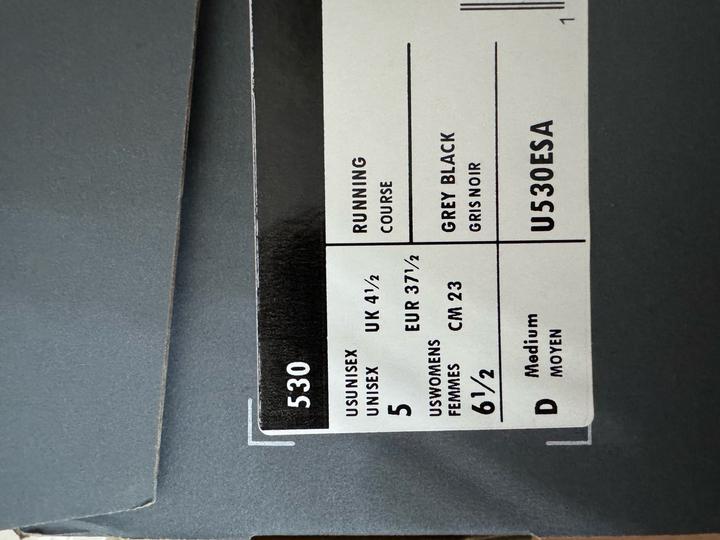 530
USUNISEX
UNISEX
5
UK 4½
EUR 37½
USWOMENS
FEMMES
6½
CM 23
RUNNING
COURSE
GREY BLACK
GRIS NOIR
D Medium
MOYEN
U530ESA
1